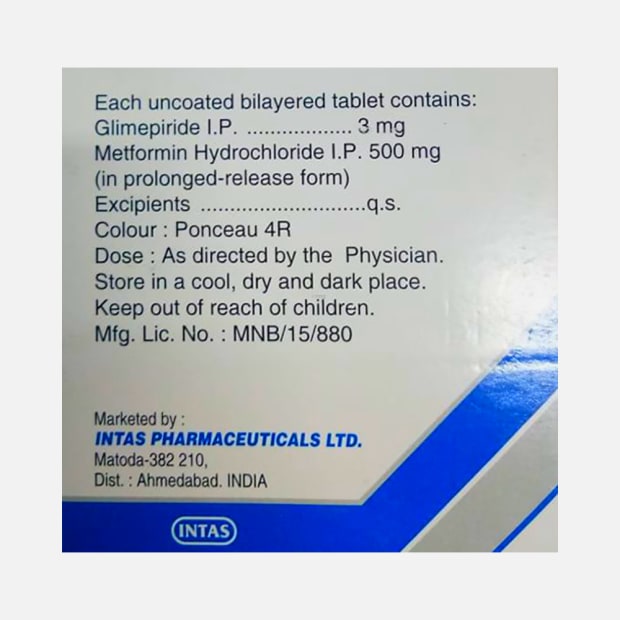 Each uncoated bilayered tablet contains:
Glimepiride I.P. .................. 3 mg
Metformin Hydrochloride I.P. 500 mg
(in prolonged-release form)
Excipients ............................q.s.
Colour : Ponceau 4R
Dose : As directed by the Physician.
Store in a cool, dry and dark place.
Keep out of reach of children.
Mfg. Lic. No. : MNB/15/880
Marketed by :
INTAS PHARMACEUTICALS LTD.
Matoda-382 210,
Dist. : Ahmedabad. INDIA
INTAS